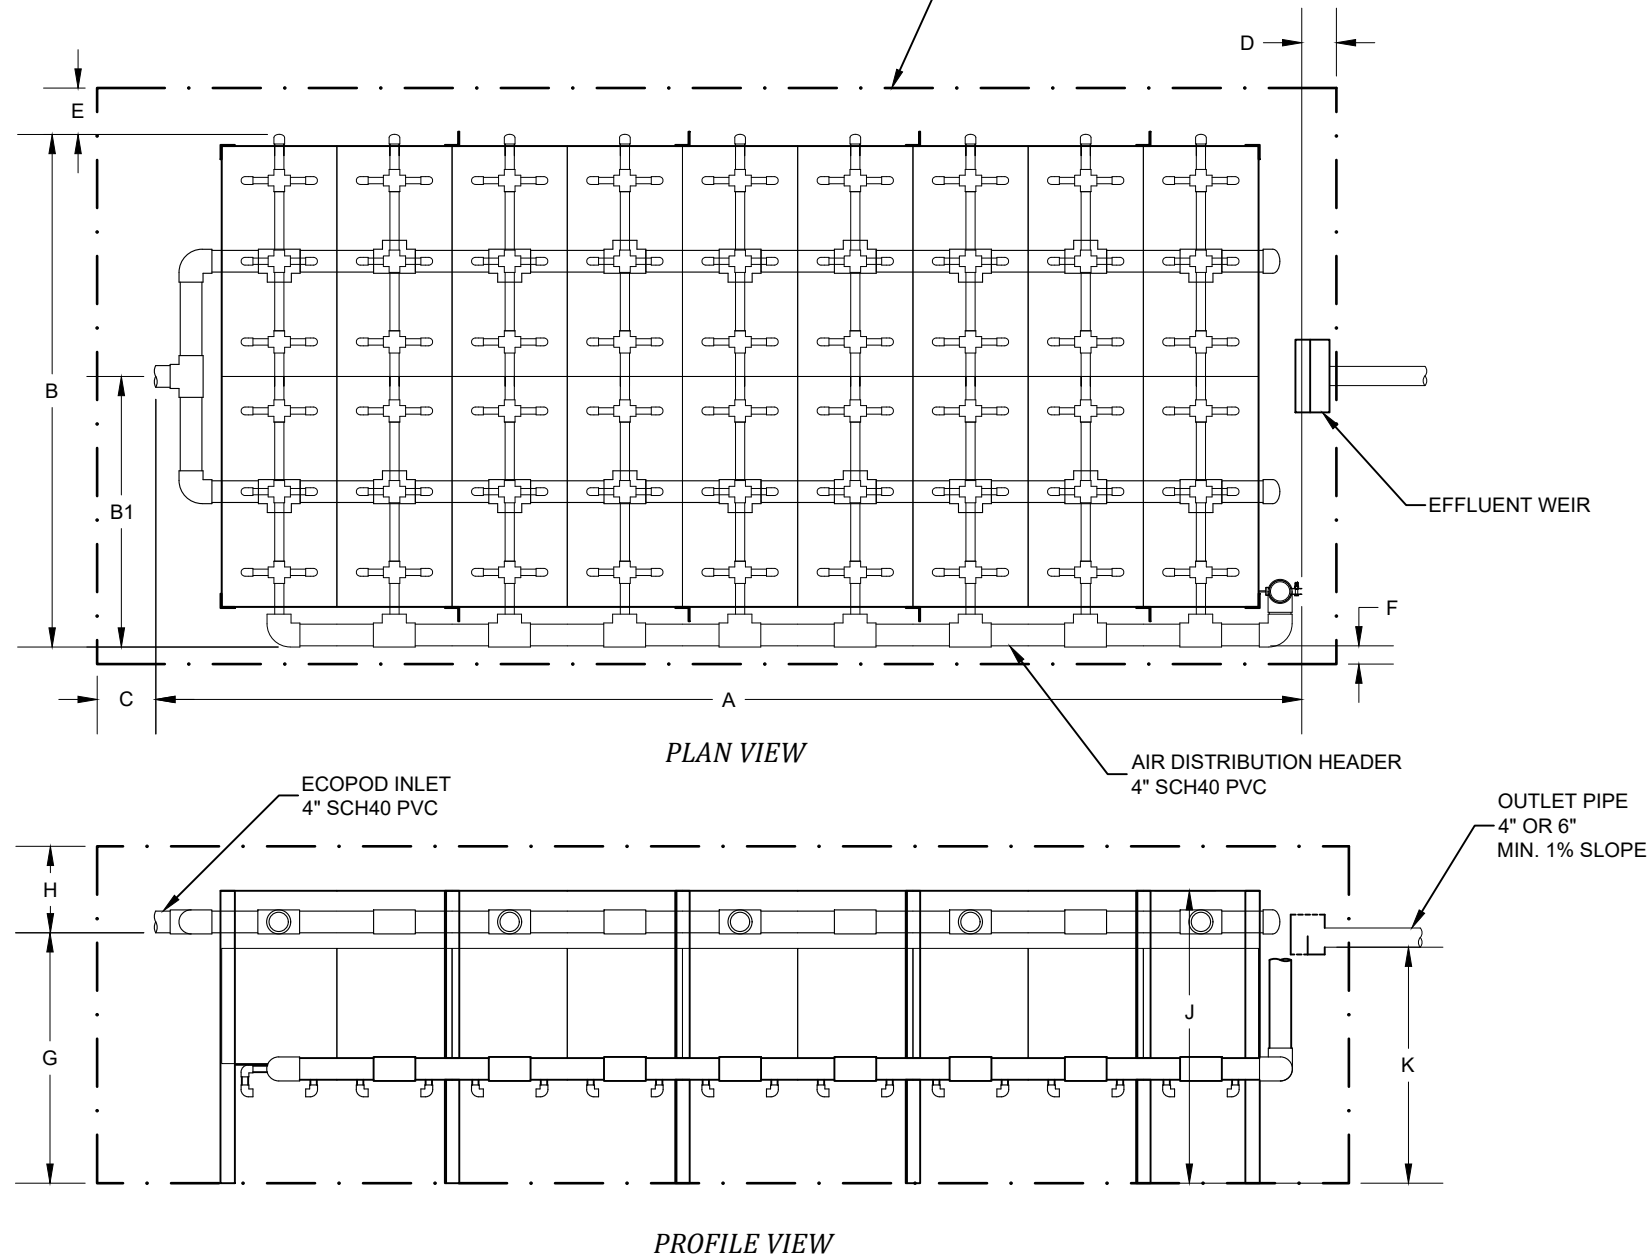 D
E
B
B1
EFFLUENT WEIR
F
C
A
PLAN VIEW
AIR DISTRIBUTION HEADER
4" SCH40 PVC
ECOPOD INLET
4" SCH40 PVC
OUTLET PIPE
4" OR 6"
MIN. 1% SLOPE
H
J
G
K
PROFILE VIEW